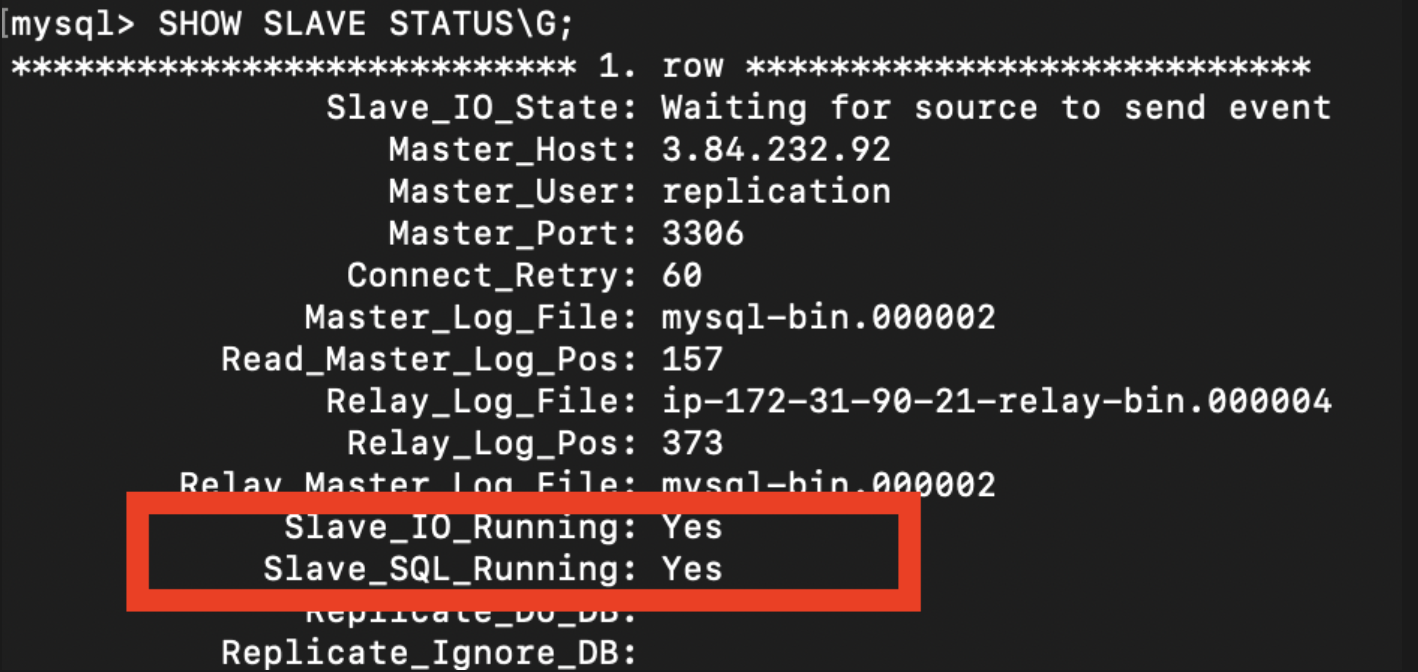 [mysql> SHOW SLAVE STATUS\G;
*************************** 1. row ***************************
Slave_IO_State: Waiting for source to send event
Master_Host: 3.84.232.92
Master_User: replication
Master_Port: 3306
Connect_Retry: 60
Master_Log_File: mysql-bin.000002
Read_Master_Log_Pos: 157
Relay_Log_File: ip-172-31-90-21-relay-bin.000004
Relay_Log_Pos: 373
Relay_Master_Log_File: mysql-bin.000002
Slave_IO_Running: Yes
Slave_SQL_Running: Yes
Replicate_Do_DB:
Replicate_Ignore_DB: